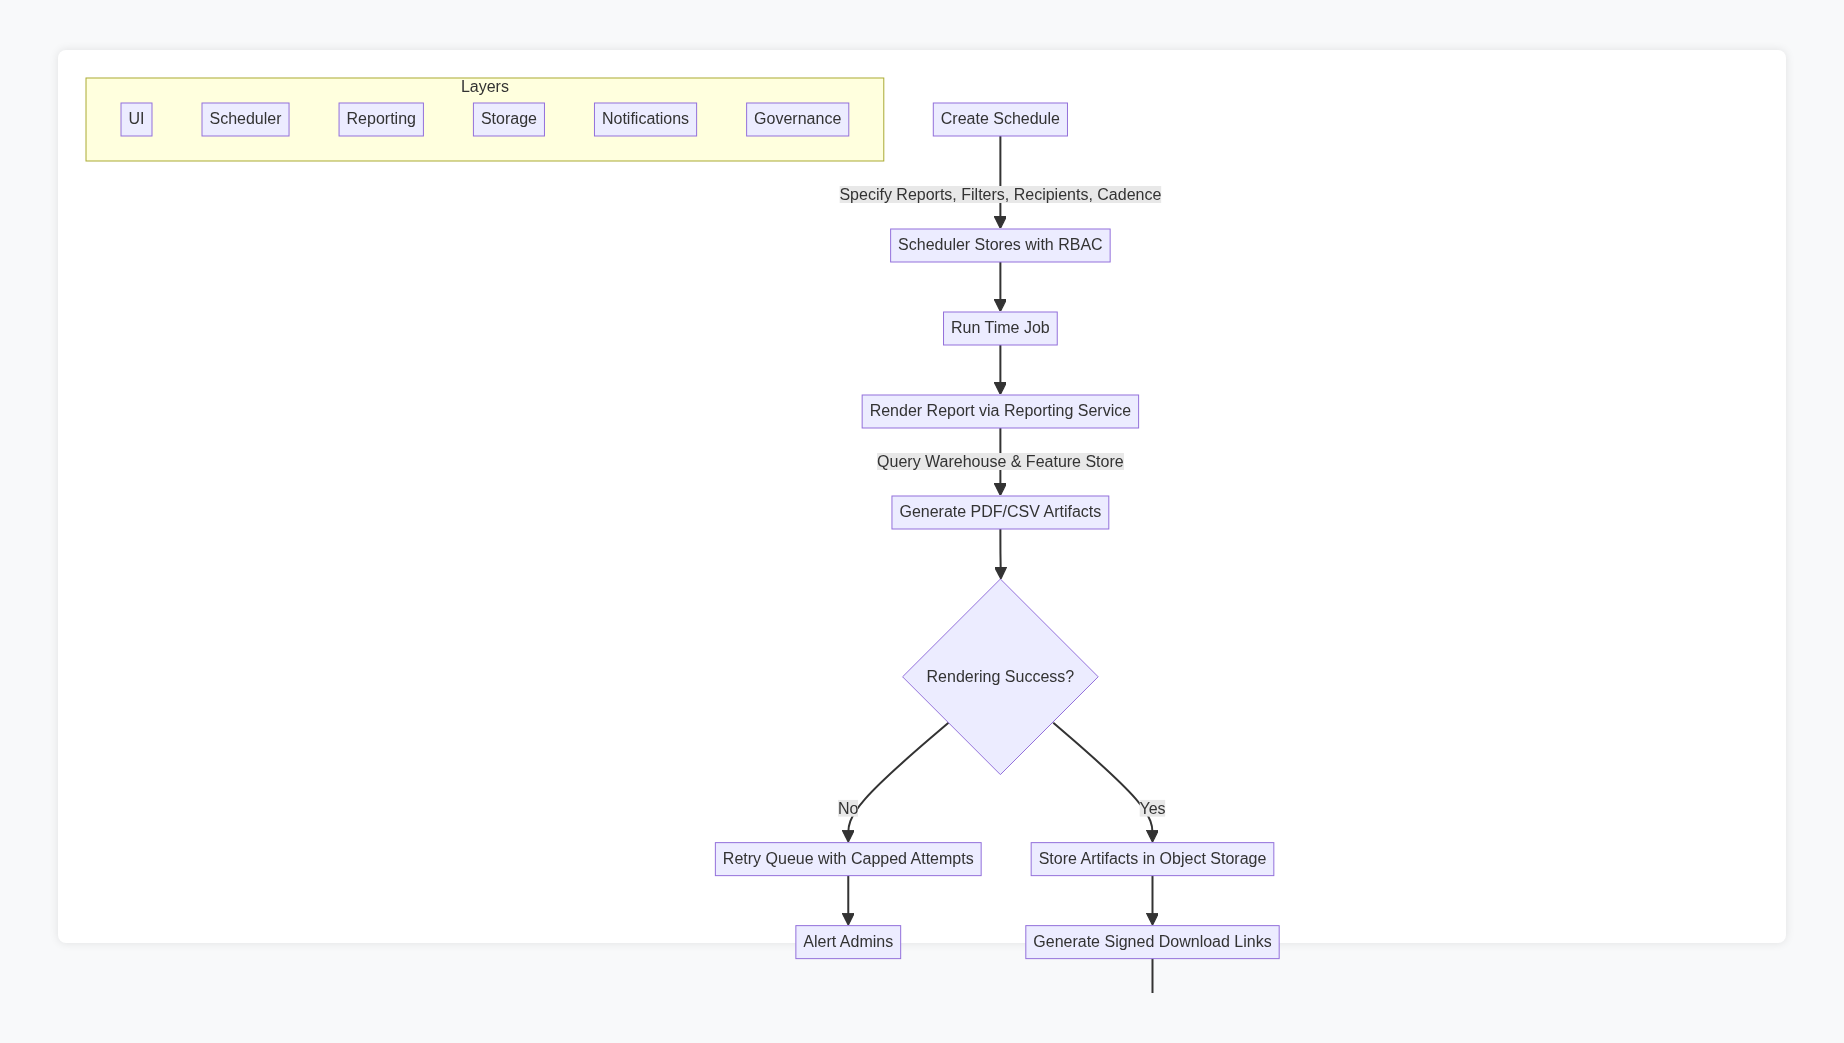 Layers
UI
Scheduler
Reporting
Storage
Notifications
Governance
Create Schedule
Specify Reports, Filters, Recipients, Cadence
Scheduler Stores with RBAC
Run Time Job
Render Report via Reporting Service
Query Warehouse & Feature Store
Generate PDF/CSV Artifacts
Rendering Success?
No
Yes
Retry Queue with Capped Attempts
Store Artifacts in Object Storage
Alert Admins
Generate Signed Download Links